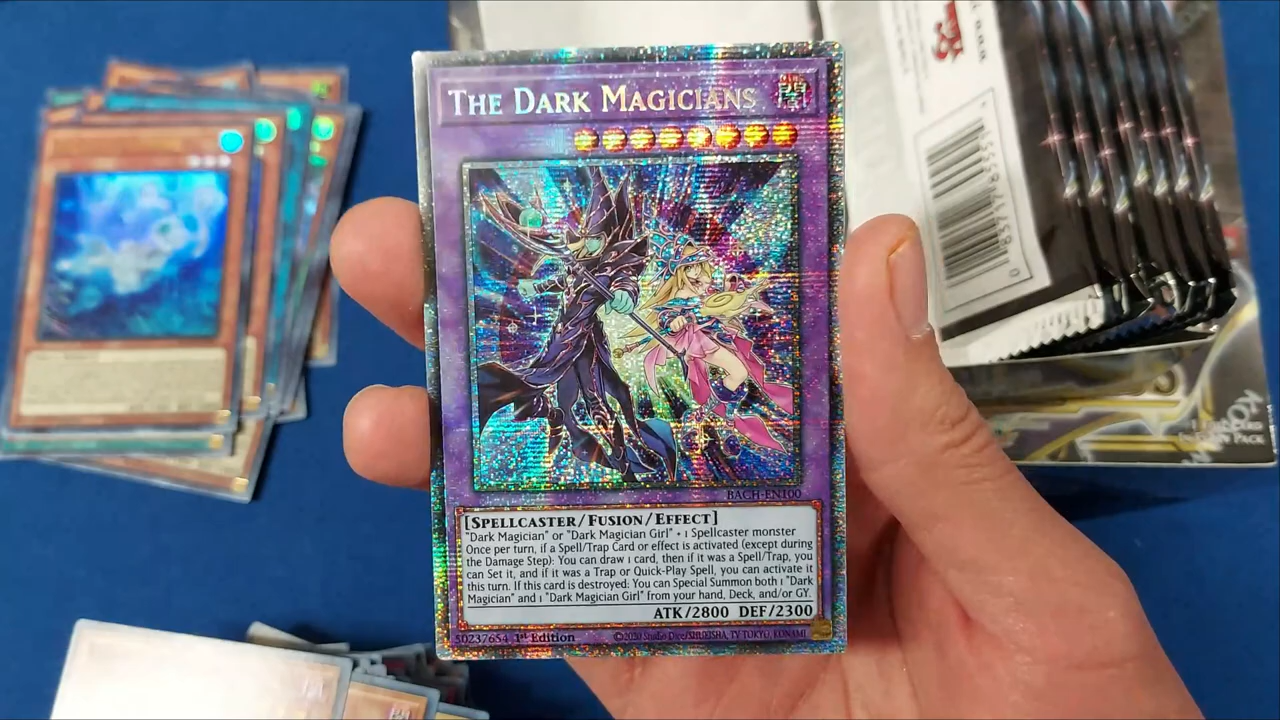 THE DARK MAGICIANS
BACH-EN100
[SPELLCASTER/FUSION/EFFECT]
"Dark Magician" or "Dark Magician Girl" + 1 Spellcaster monster
Once per turn, if a Spell/Trap Card or effect is activated (except during
the Damage Step): You can draw 1 card, then if it was a Spell/Trap, you
can Set it, and if it was a Trap or Quick-Play Spell, you can activate it
this turn. If this card is destroyed: You can Special Summon both 1 "Dark
Magician" and 1 "Dark Magician Girl" from your hand, Deck, and/or GY.
ATK/2800 DEF/2300
50237654 1st Edition ©2020 Studio Dice/SHUEISHA, TV TOKYO, KONAMI